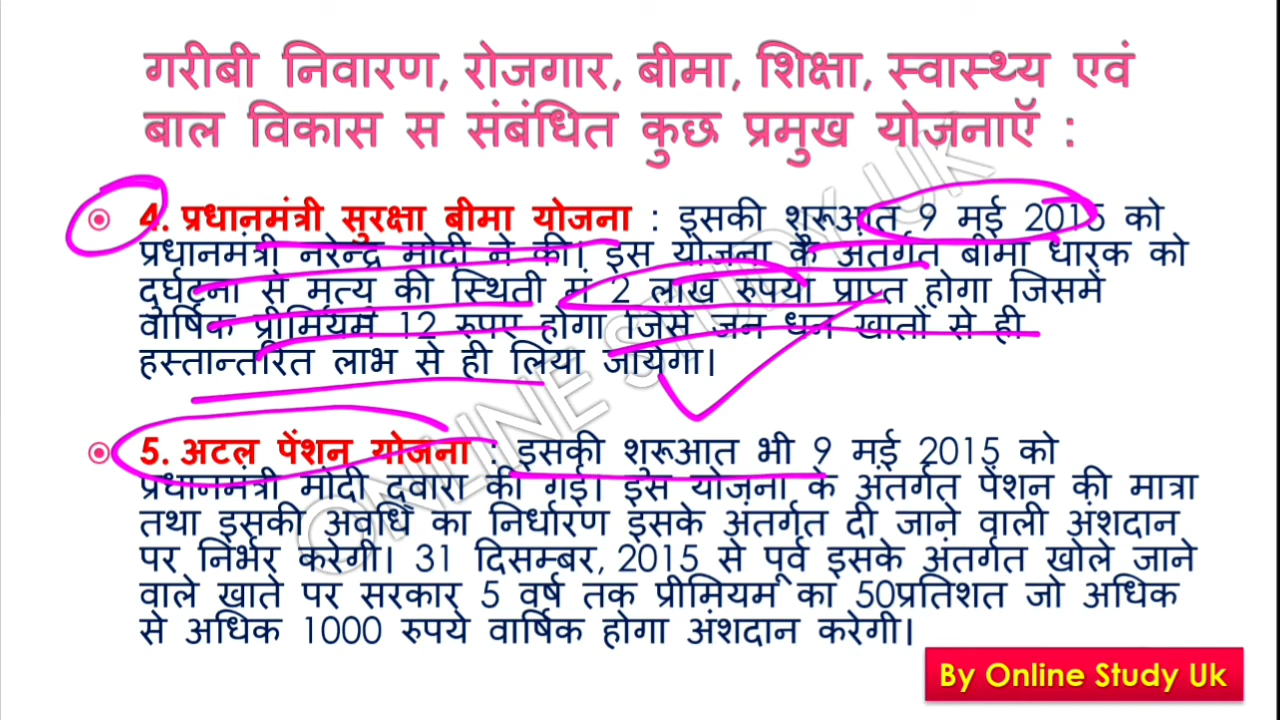 गरीबी निवारण, रोजगार, बीमा, शिक्षा, स्वास्थ्य एवं
बाल विकास स संबंधित कुछ प्रमुख योजनाऍ :
4. प्रधानमंत्री सुरक्षा बीमा योजना : इसकी शुरूआत 9 मई 2015 को
प्रधानमंत्री नरेन्द्र मोदी ने की। इस योजना के अंतर्गत बीमा धारक को
दुर्घटना से मृत्य की स्थिती में 2 लाख रुपया प्राप्त होगा जिसमें
वार्षिक प्रीमियम 12 रूपए होगा जिसे जन धन खातों से ही
हस्तान्तरित लाभ से ही लिया जायेगा।
5. अटल पेंशन योजना : इसकी शुरूआत भी 9 मई 2015 को
प्रधानमंत्री मोदी दवारा की गई। इस योजना के अंतर्गत पेंशन की मात्रा
तथा इसकी अवधि का निर्धारण इसके अंतर्गत दी जाने वाली अंशदान
पर निर्भर करेगी। 31 दिसम्बर, 2015 से पूर्व इसके अंतर्गत खोले जाने
वाले खाते पर सरकार 5 वर्ष तक प्रीमियम का 50प्रतिशत जो अधिक
से अधिक 1000 रुपये वार्षिक होगा अंशदान करेगी।
ONLINE STUDY UK
By Online Study Uk